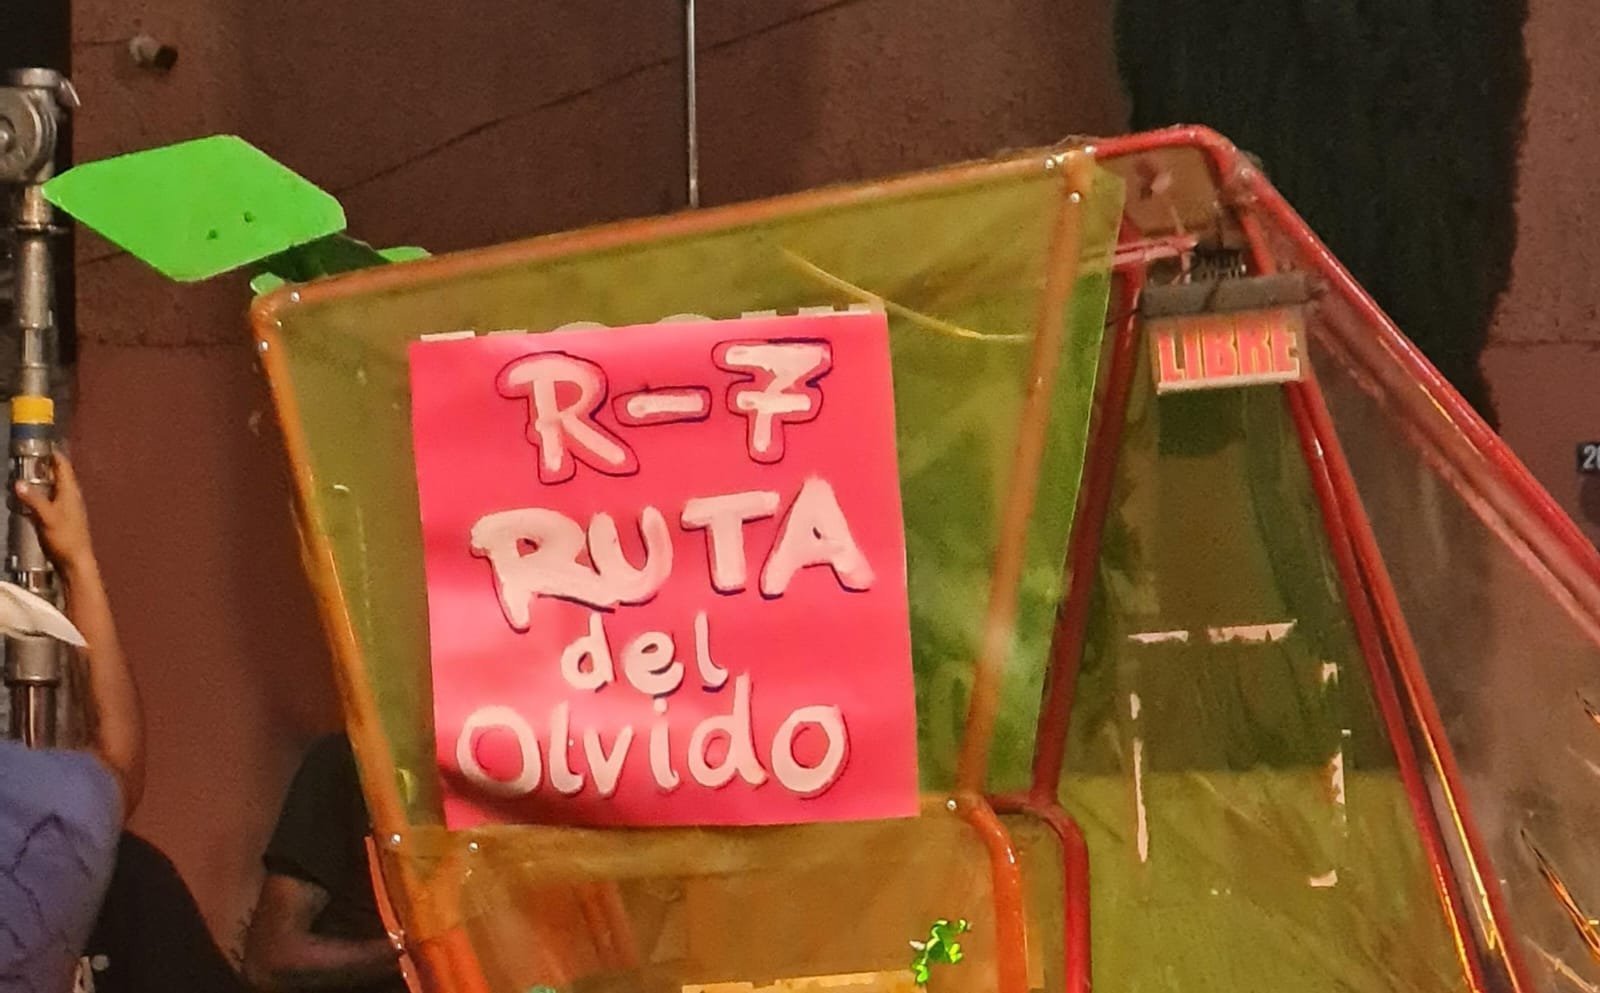 R-7
RUTA
del
Olvido
LIBRE